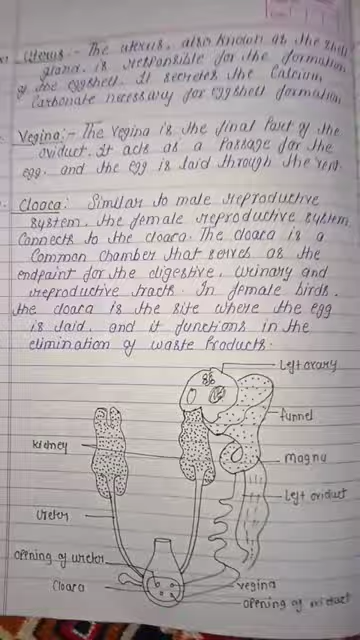 Uterus :- The uterus, also known as the shell
gland, is responsible for the formation
of the eggshell. It secretes the Calcium
Carbonate necessary for eggshell formation
Vegina :- The vegina is the final part of the
oviduct. It acts as a Passage for the
egg, and the egg is laid through the vent.
Cloaca : Similar to male reproductive
system, the female reproductive system
Connects to the cloaca. The cloaca is a
Common chamber that serves as the
endpoint for the digestive, urinary and
reproductive tracts. In female birds,
the cloaca is the site where the egg
is laid, and it functions in the
elimination of waste Products.
Left ovary
funnel
kidney
magnu
Left oviduct
Ureter
opening of ureter
Cloaca
vegina
opening of oviduct